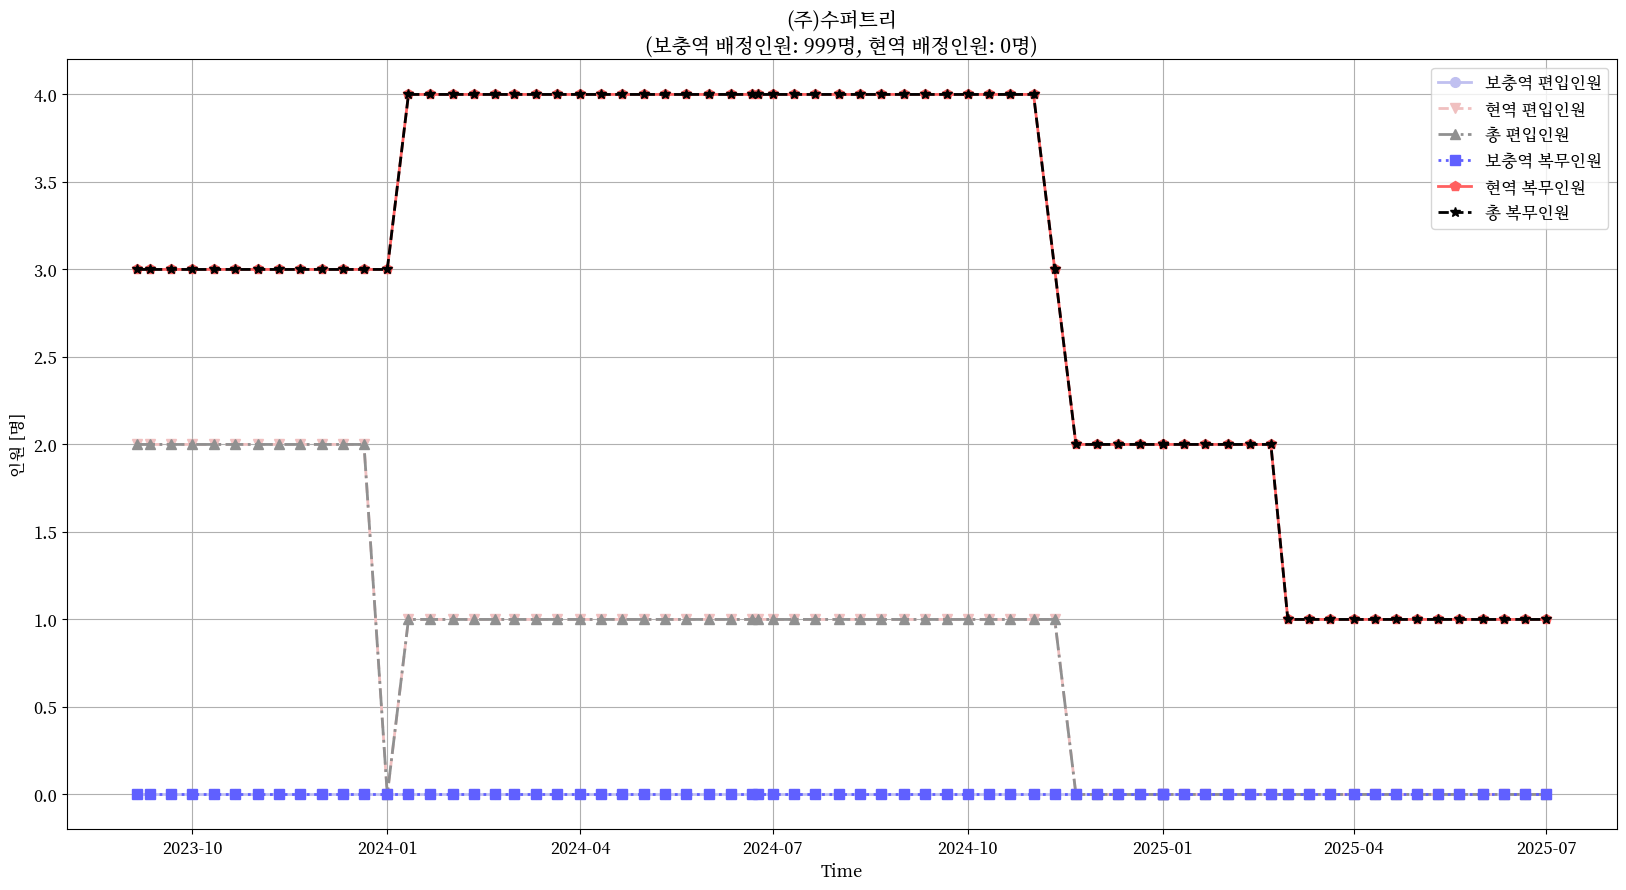 (주)수퍼트리
(보충역 배정인원: 999명, 현역 배정인원: 0명)
보충역 편입인원
현역 편입인원
총 편입인원
보충역 복무인원
현역 복무인원
총 복무인원
인원 [명]
4.0
3.5
3.0
2.5
2.0
1.5
1.0
0.5
0.0
2023-10 2024-01 2024-04 2024-07 2024-10 2025-01 2025-04 2025-07
Time